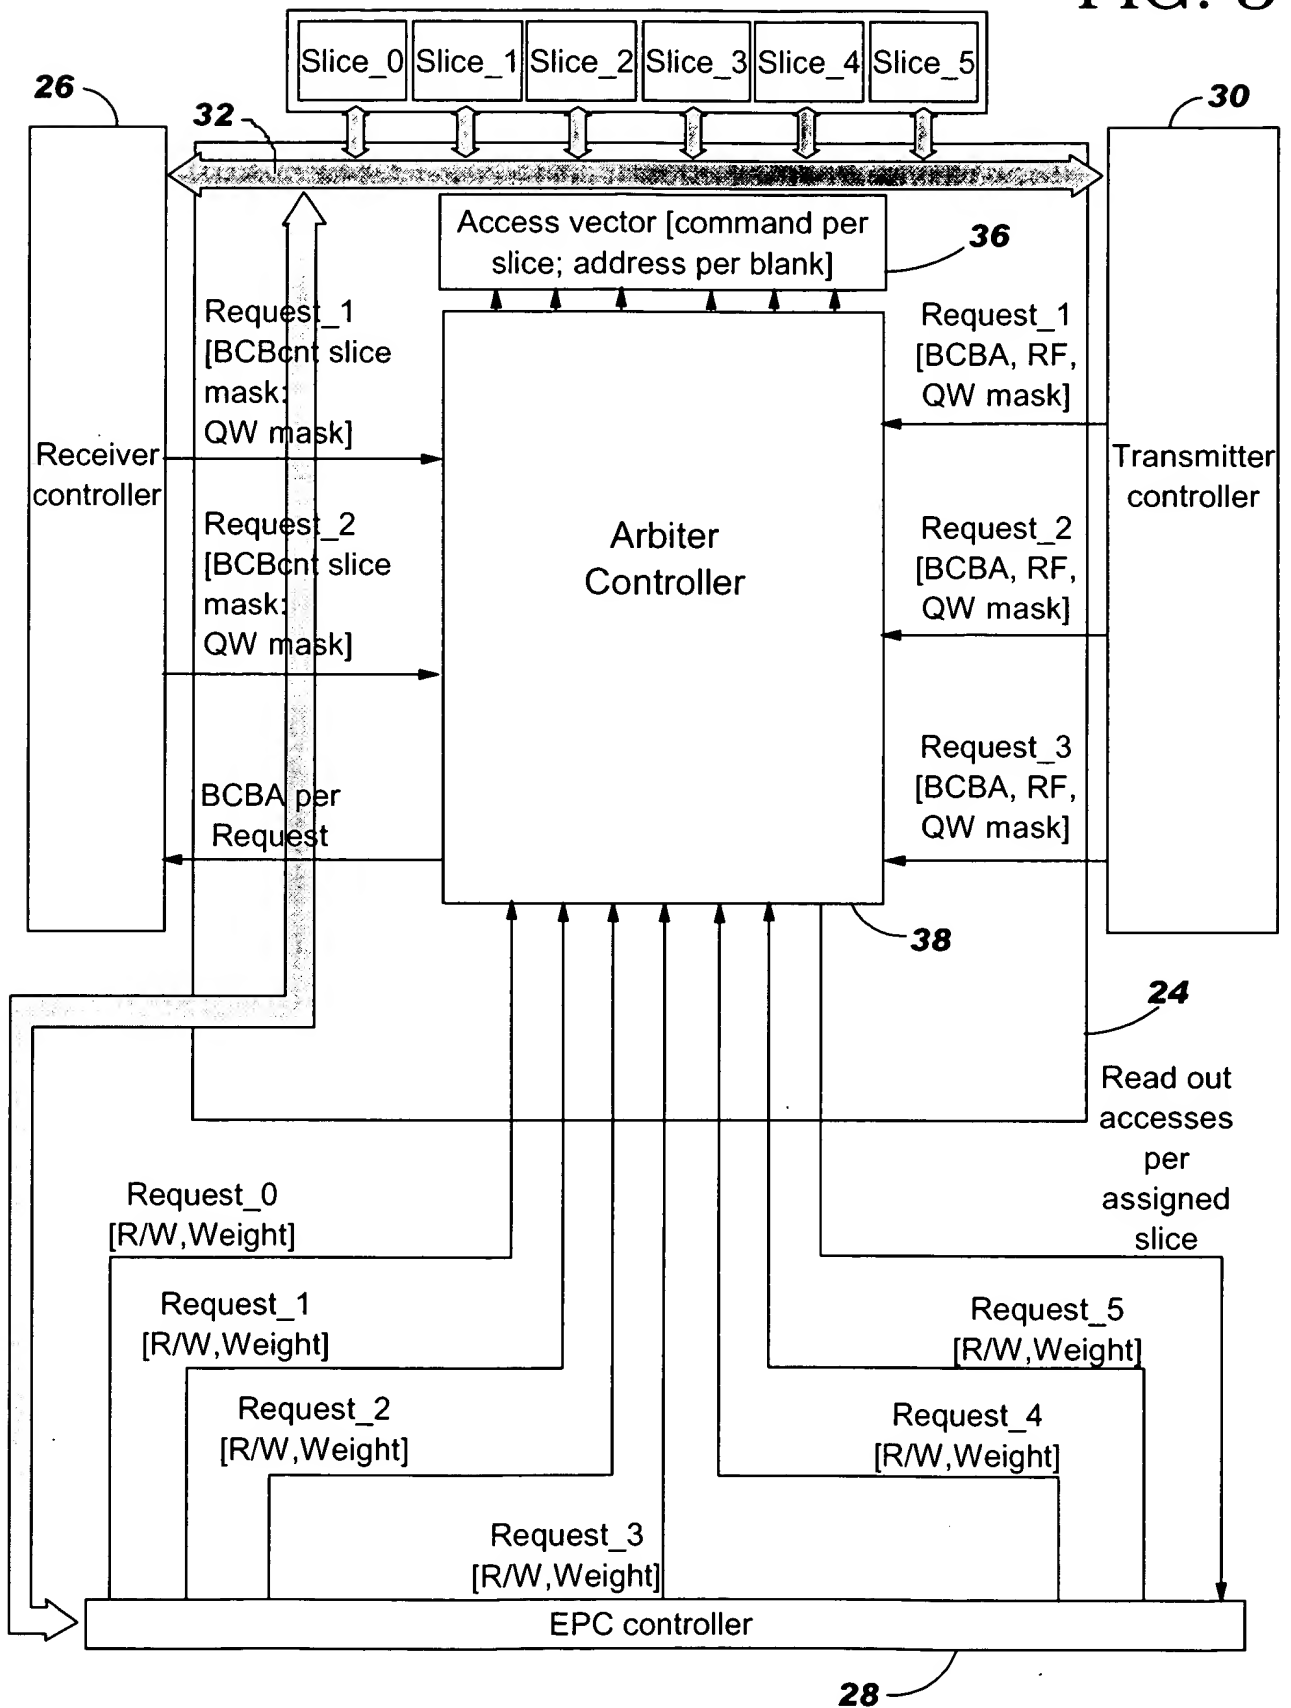 Slice_0 Slice_1 Slice_2 Slice_3 Slice_4 Slice_5
26
32
30
Access vector [command per
slice; address per blank]
36
Request_1
[BCBcnt slice
mask:
QW mask]
Request_1
[BCBA, RF,
QW mask]
Receiver
controller
Transmitter
controller
Request_2
[BCBcnt slice
mask:
QW mask]
Arbiter
Controller
Request_2
[BCBA, RF,
QW mask]
Request_3
[BCBA, RF,
QW mask]
BCBA per
Request
38
24
Read out
accesses
per
assigned
slice
Request_0
[R/W,Weight]
Request_1
[R/W,Weight]
Request_5
[R/W,Weight]
Request_2
[R/W,Weight]
Request_4
[R/W,Weight]
Request_3
[R/W,Weight]
EPC controller
28